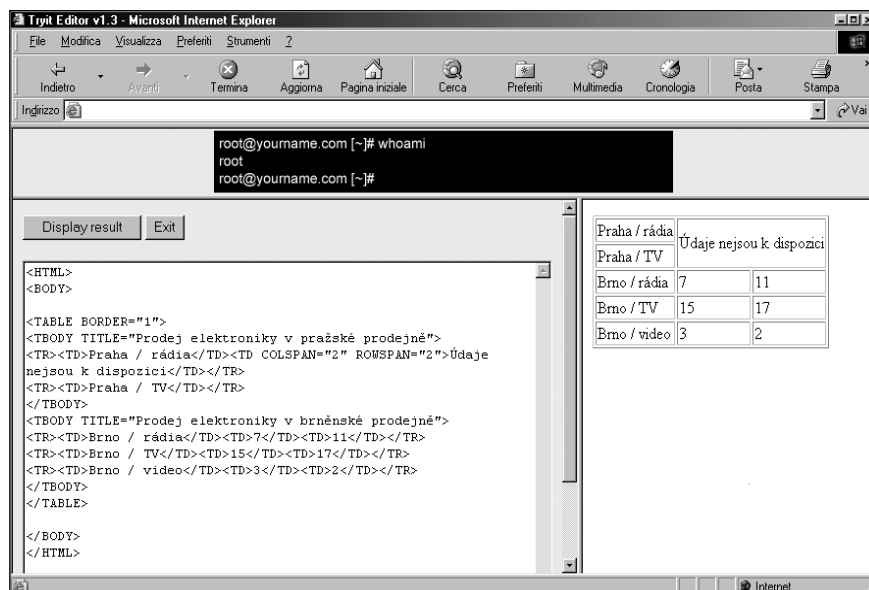 Tryit Editor v1.3 - Microsoft Internet Explorer
File Modifica Visualizza Preferiti Strumenti ?
Indietro Avanti Termina Aggiorna Pagina iniziale Cerca Preferiti Multimedia Cronologia Posta Stampa »
Indirizzo Vai
root@yourname.com [~]# whoami
root
root@yourname.com [~]#
Display result Exit
<HTML>
<BODY>
<TABLE BORDER="1">
<TBODY TITLE="Prodej elektroniky v pražské prodejně">
<TR><TD>Praha / rádia</TD><TD COLSPAN="2" ROWSPAN="2">Údaje
nejsou k dispozici</TD></TR>
<TR><TD>Praha / TV</TD></TR>
</TBODY>
<TBODY TITLE="Prodej elektroniky v brněnské prodejně">
<TR><TD>Brno / rádia</TD><TD>7</TD><TD>11</TD></TR>
<TR><TD>Brno / TV</TD><TD>15</TD><TD>17</TD></TR>
<TR><TD>Brno / video</TD><TD>3</TD><TD>2</TD></TR>
</TBODY>
</TABLE>
</BODY>
</HTML>
Praha / rádia Údaje nejsou k dispozici
Praha / TV
Brno / rádia 7 11
Brno / TV 15 17
Brno / video 3 2
Internet